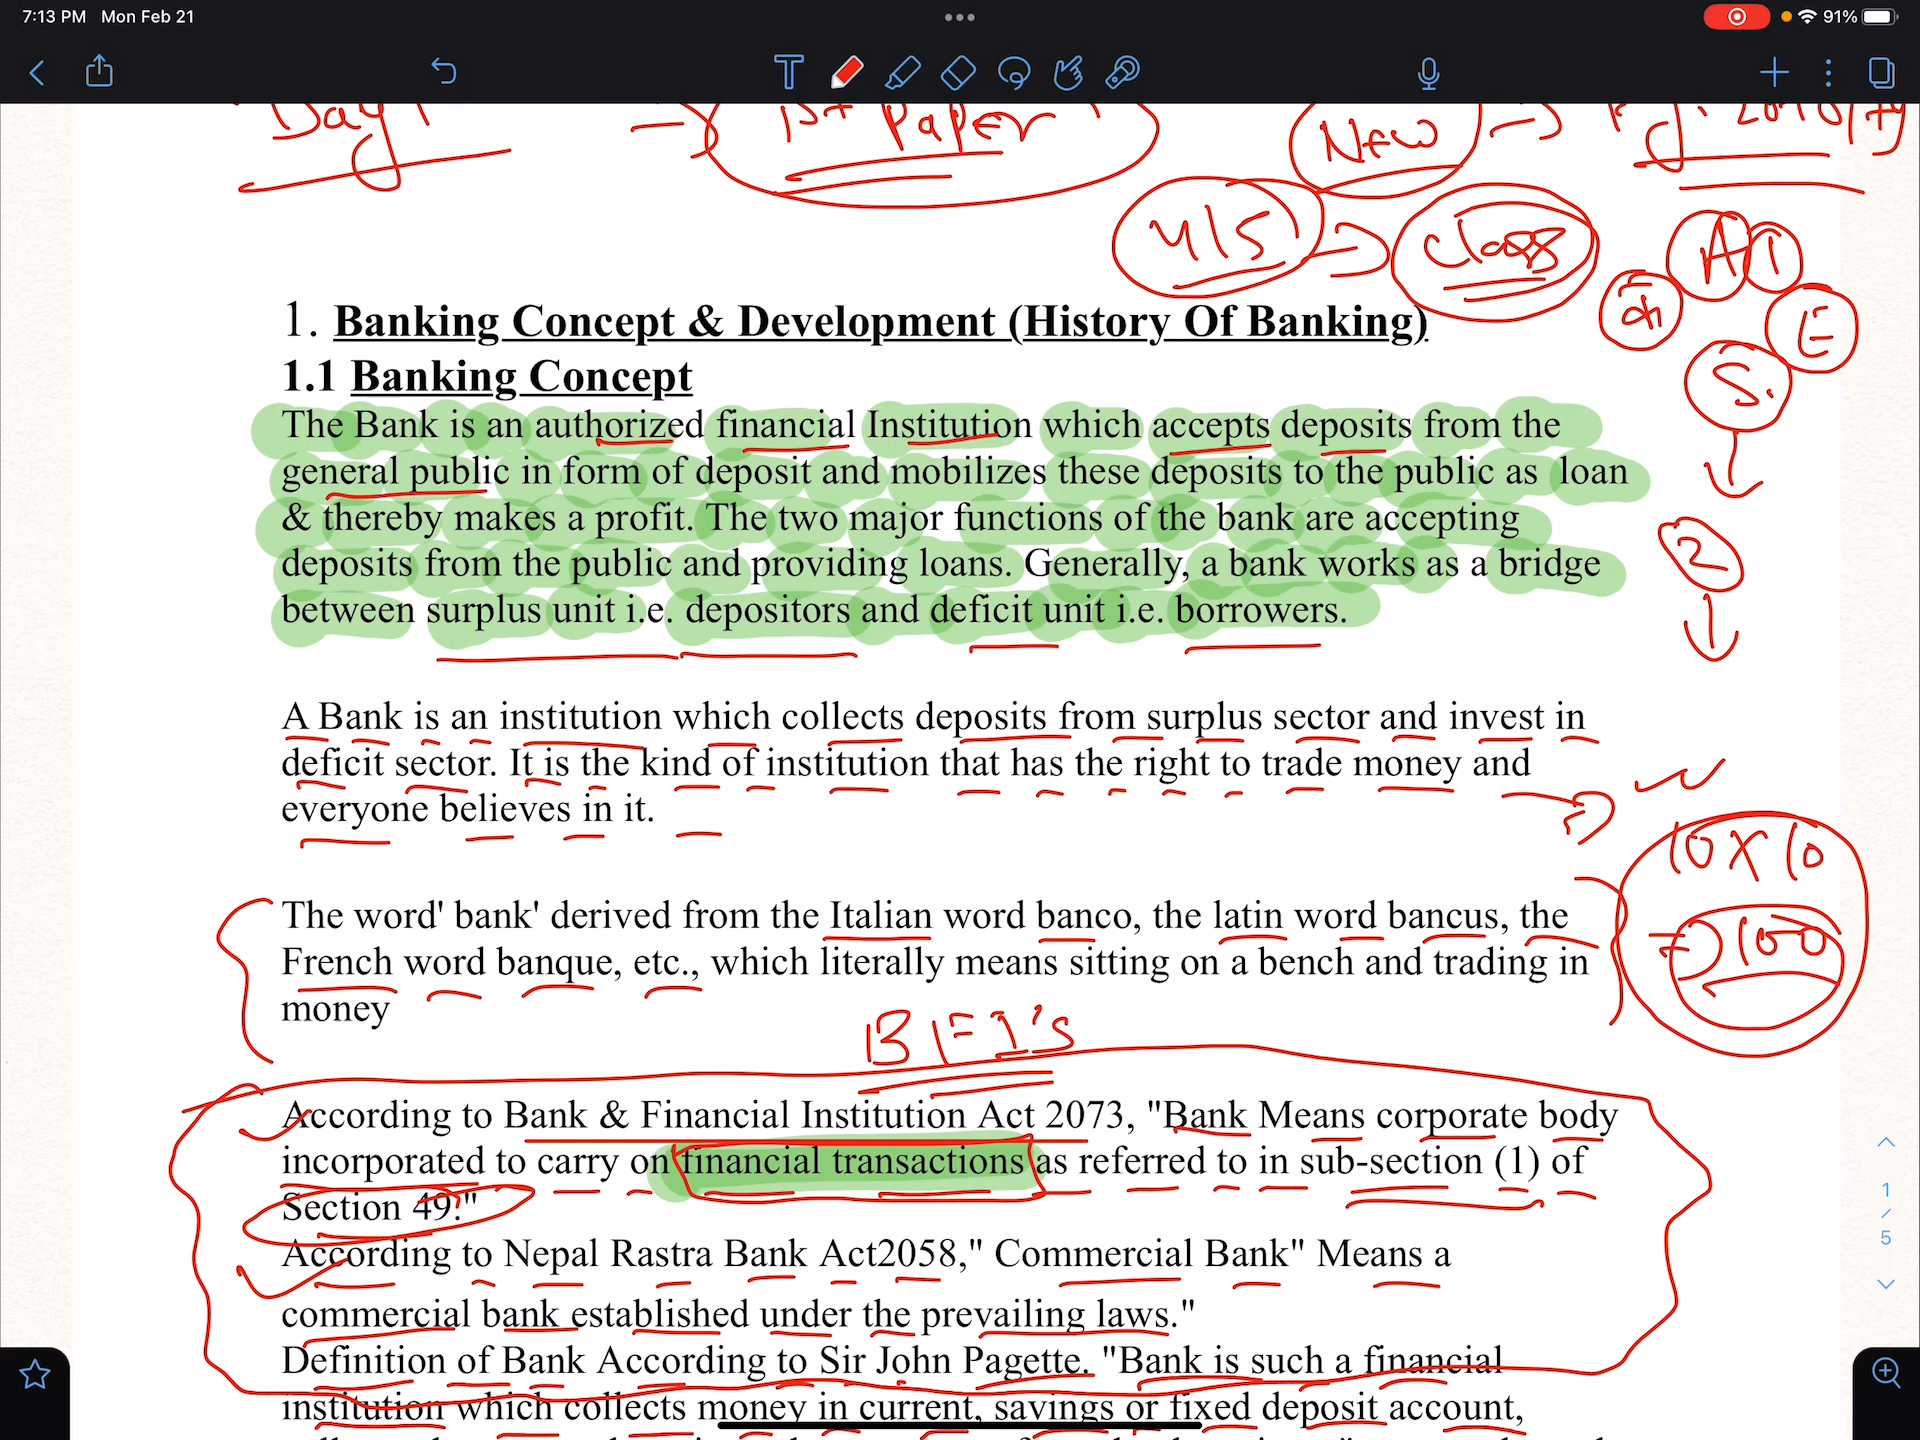 7:13 PM Mon Feb 21
91%
Day 1
1st Paper
New
4/5
class
A
1
E
S.
2
1. Banking Concept & Development (History Of Banking)
1.1 Banking Concept
The Bank is an authorized financial Institution which accepts deposits from the
general public in form of deposit and mobilizes these deposits to the public as loan
& thereby makes a profit. The two major functions of the bank are accepting
deposits from the public and providing loans. Generally, a bank works as a bridge
between surplus unit i.e. depositors and deficit unit i.e. borrowers.
A Bank is an institution which collects deposits from surplus sector and invest in
deficit sector. It is the kind of institution that has the right to trade money and
everyone believes in it.
10 X 10
100
The word' bank' derived from the Italian word banco, the latin word bancus, the
French word banque, etc., which literally means sitting on a bench and trading in
money
BFI's
According to Bank & Financial Institution Act 2073, "Bank Means corporate body
incorporated to carry on financial transactions as referred to in sub-section (1) of
Section 49."
According to Nepal Rastra Bank Act2058," Commercial Bank" Means a
commercial bank established under the prevailing laws."
Definition of Bank According to Sir John Pagette. "Bank is such a financial
institution which collects money in current, savings or fixed deposit account,
1
/
5